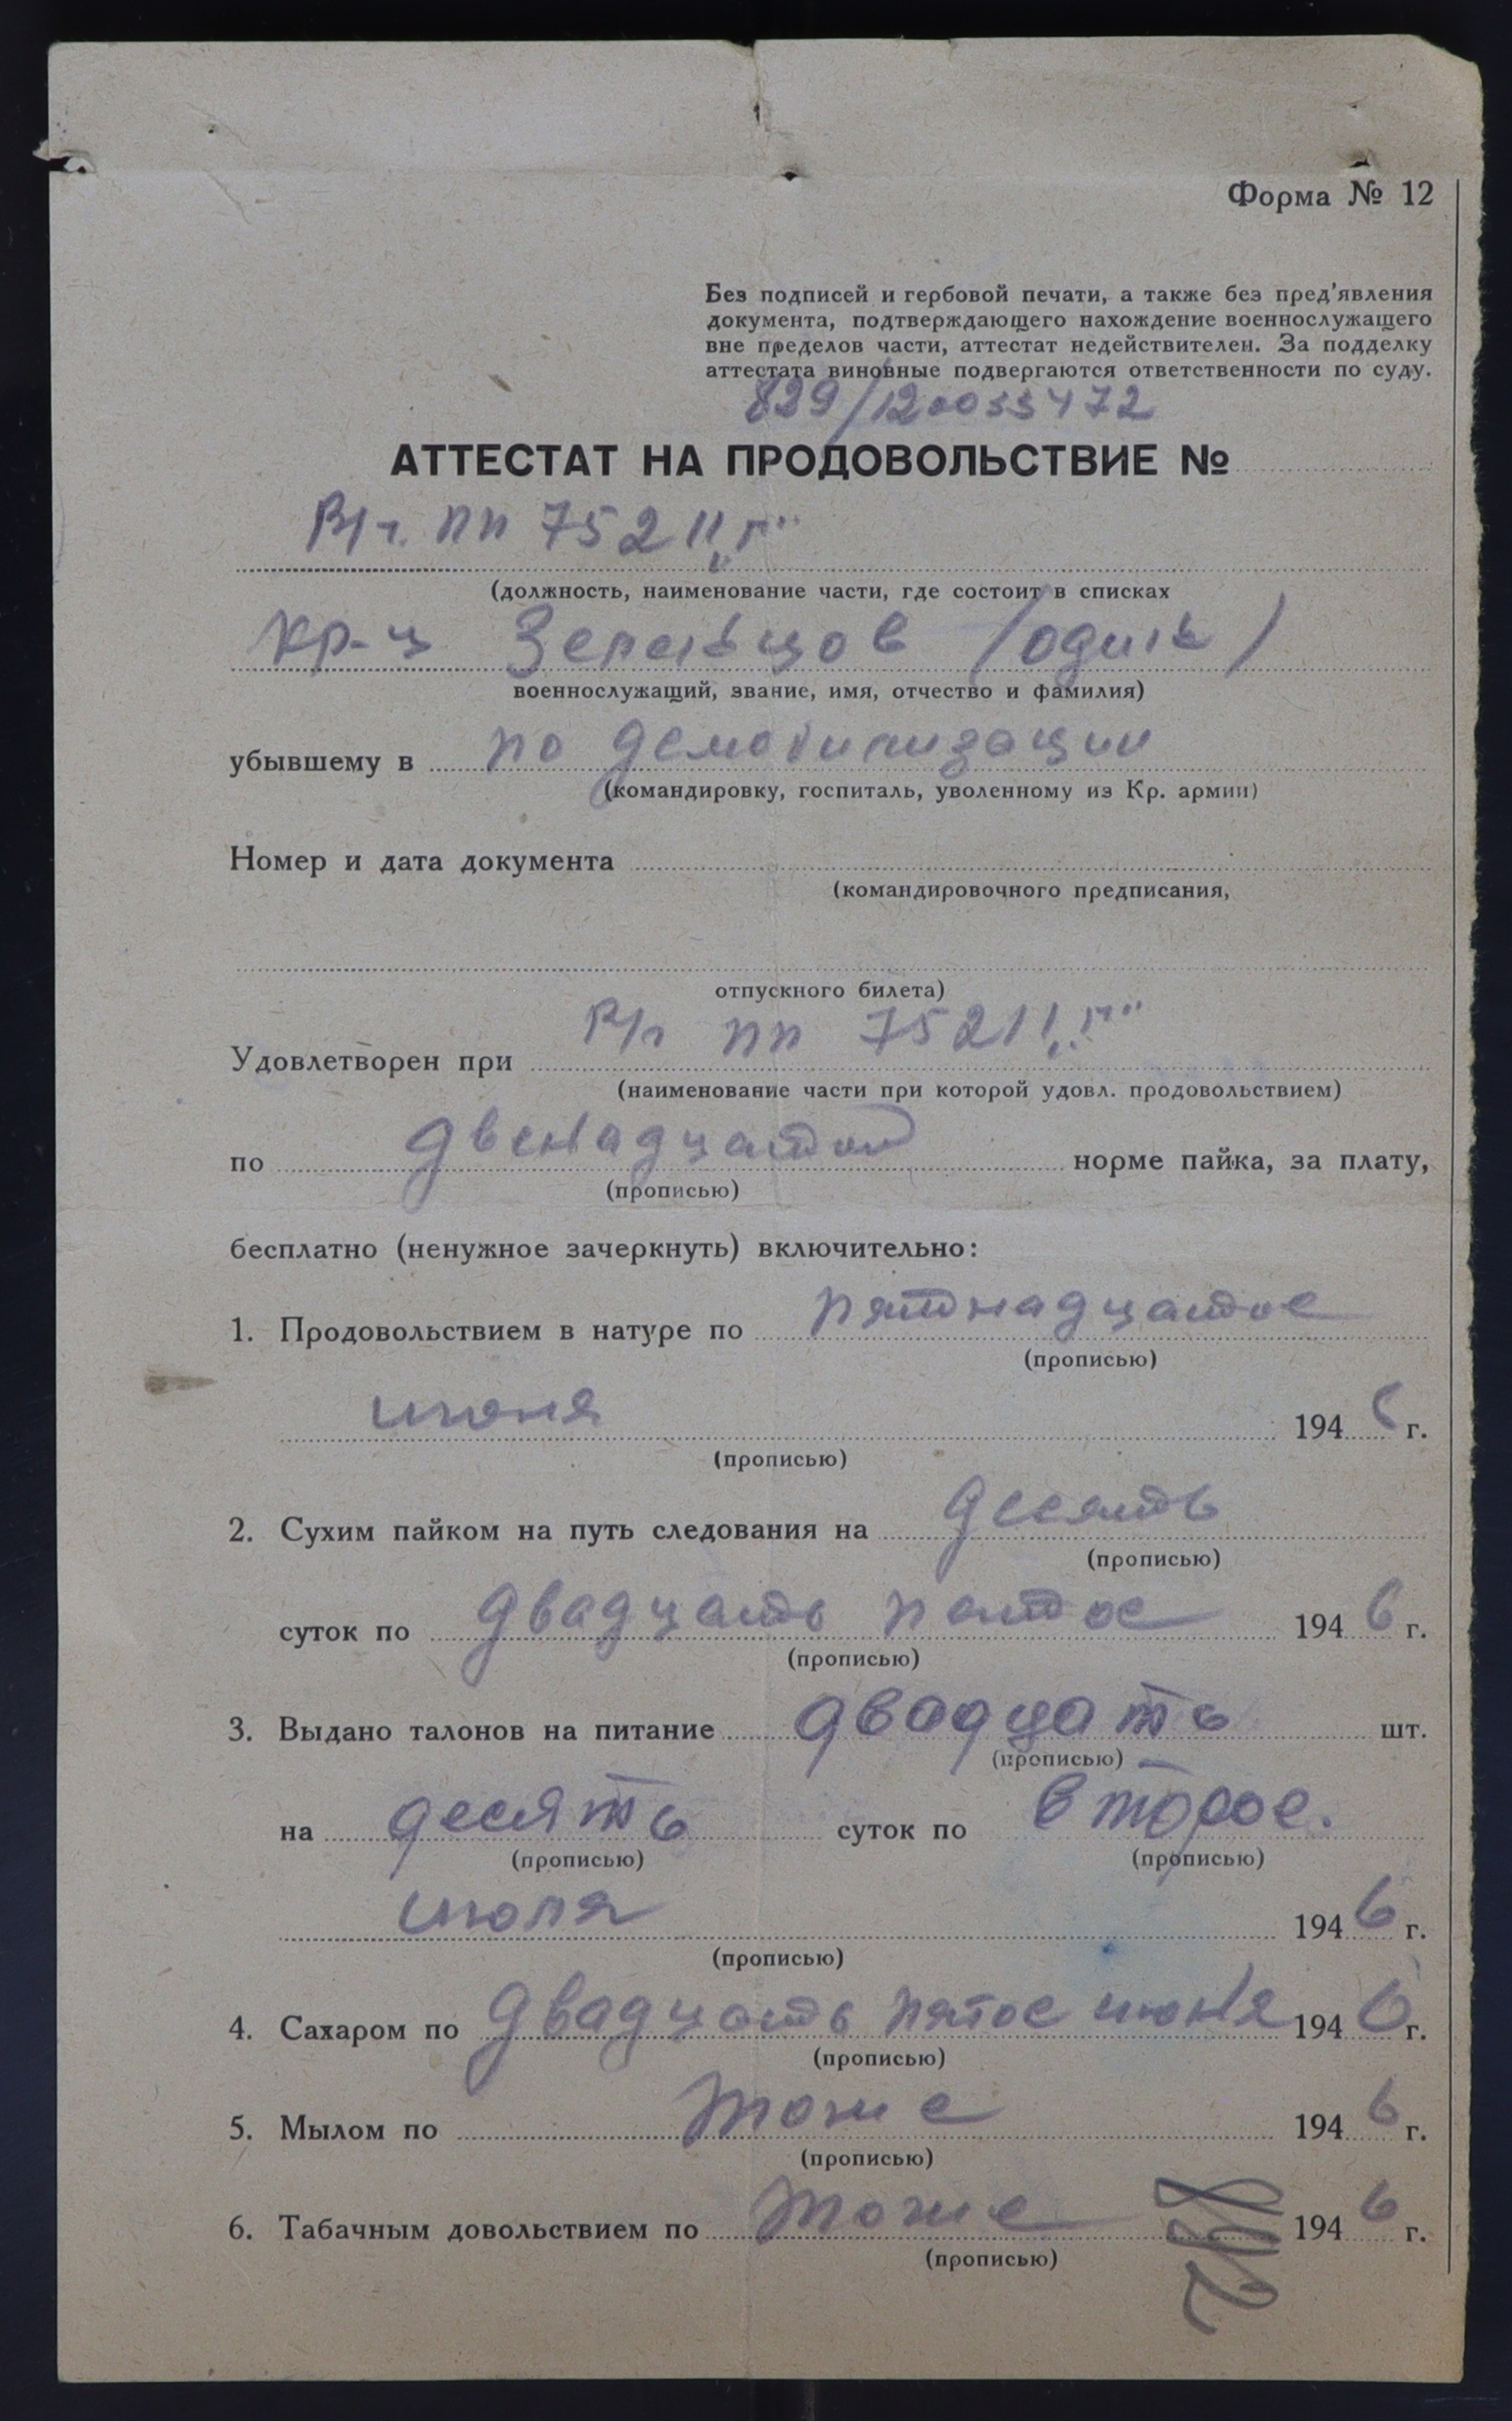 Форма № 12
Без подписей и гербовой печати, а также без пред'явления
документа, подтверждающего нахождение военнослужащего
вне пределов части, аттестат недействителен. За подделку
аттестата виновные подвергаются ответственности по суду.
829/120033472
АТТЕСТАТ НА ПРОДОВОЛЬСТВИЕ №
В/ч. пп 75211 „Г"
(должность, наименование части, где состоит в списках
кр-ц /один/
военнослужащий, звание, имя, отчество и фамилия)
убывшему в по демобилизации
(командировку, госпиталь, уволенному из Кр. армии)
Номер и дата документа
(командировочного предписания,
отпускного билета)
В/ч пп 75211 „Г"
Удовлетворен при
(наименование части при которой удовл. продовольствием)
по двенадцатой норме пайка, за плату,
(прописью)
бесплатно (ненужное зачеркнуть) включительно:
1. Продовольствием в натуре по пятнадцатое
(прописью)
июня 1946 г.
(прописью)
2. Сухим пайком на путь следования на десять
(прописью)
суток по двадцать пятое 1946 г.
(прописью)
3. Выдано талонов на питание двадцать шт.
(прописью)
на десять суток по второе.
(прописью) (прописью)
июля 1946 г.
(прописью)
4. Сахаром по двадцать пятое июня 1946 г.
(прописью)
5. Мылом по тоже 1946 г.
(прописью)
6. Табачным довольствием по тоже 1946 г.
(прописью)